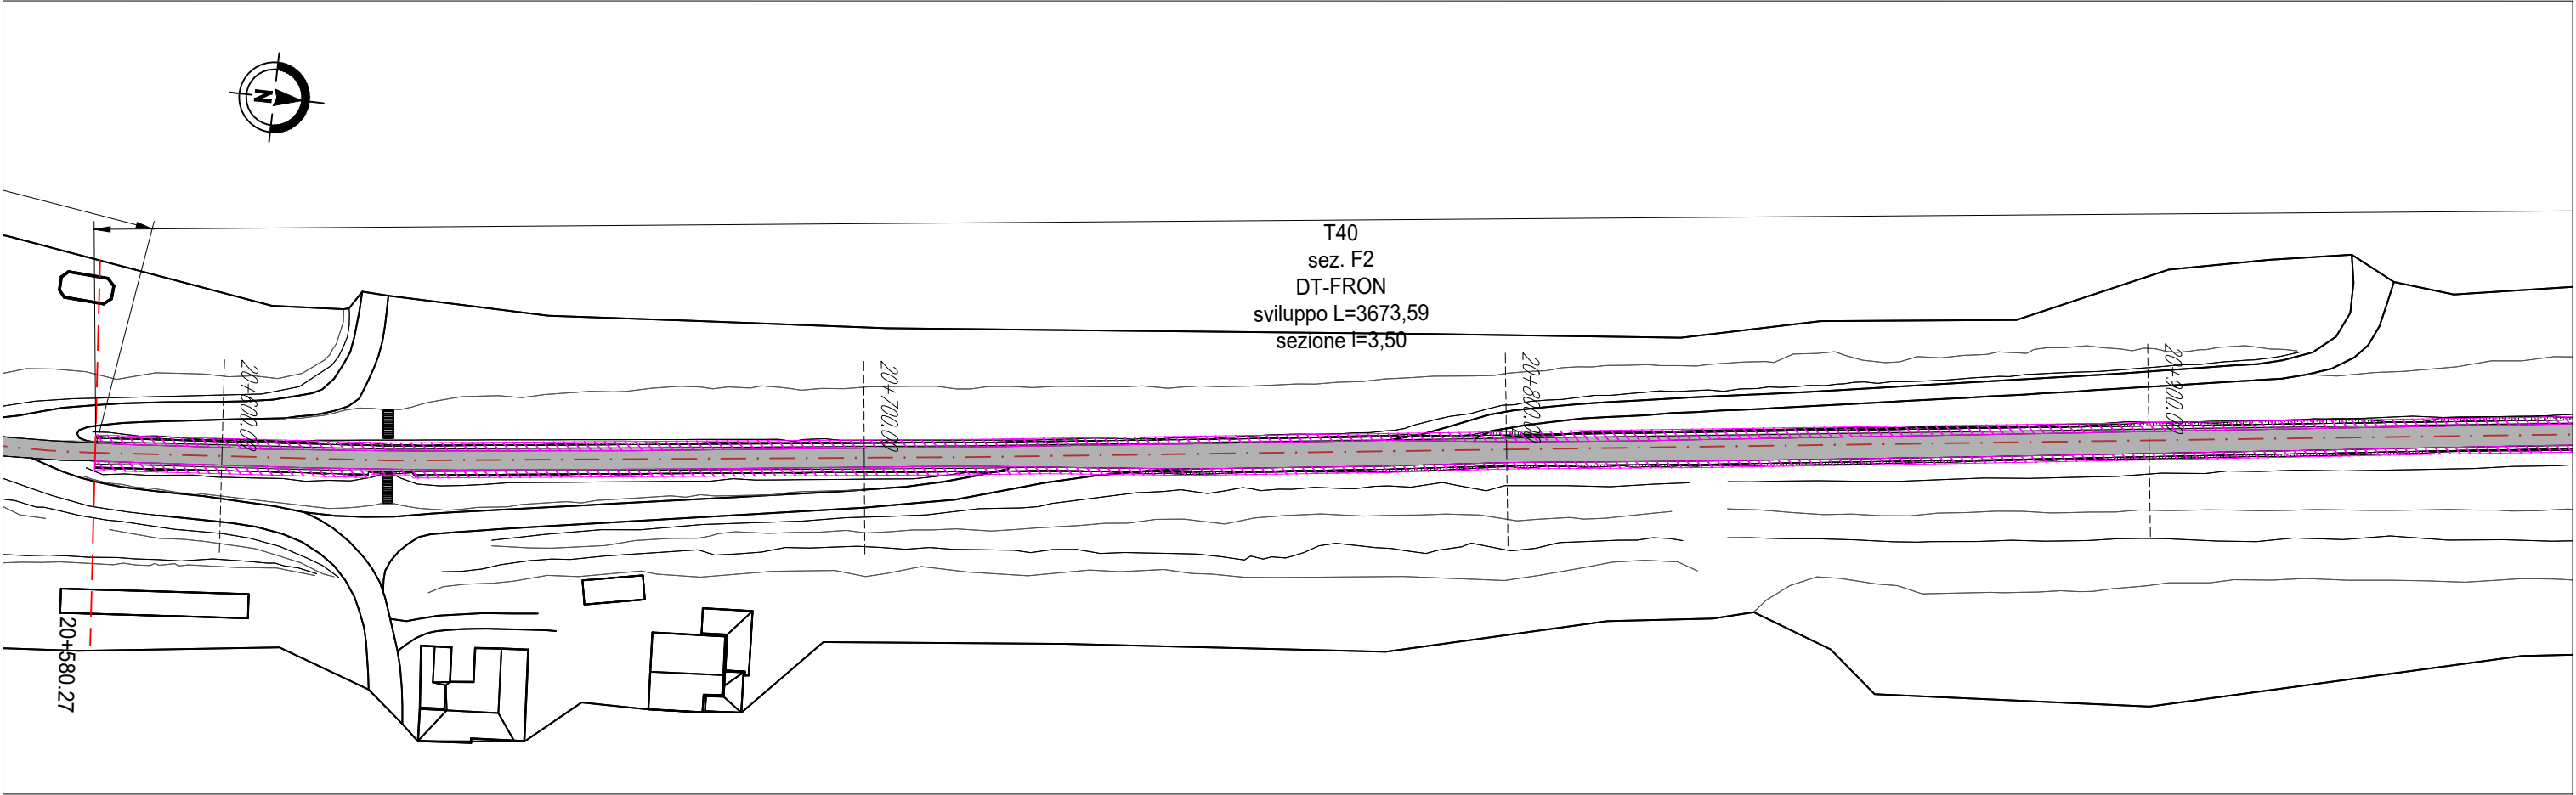 N
T40
sez. F2
DT-FRON
sviluppo L=3673,59
sezione l=3,50
20+600.00
20+700.00
20+800.00
20+900.00
20+580.27